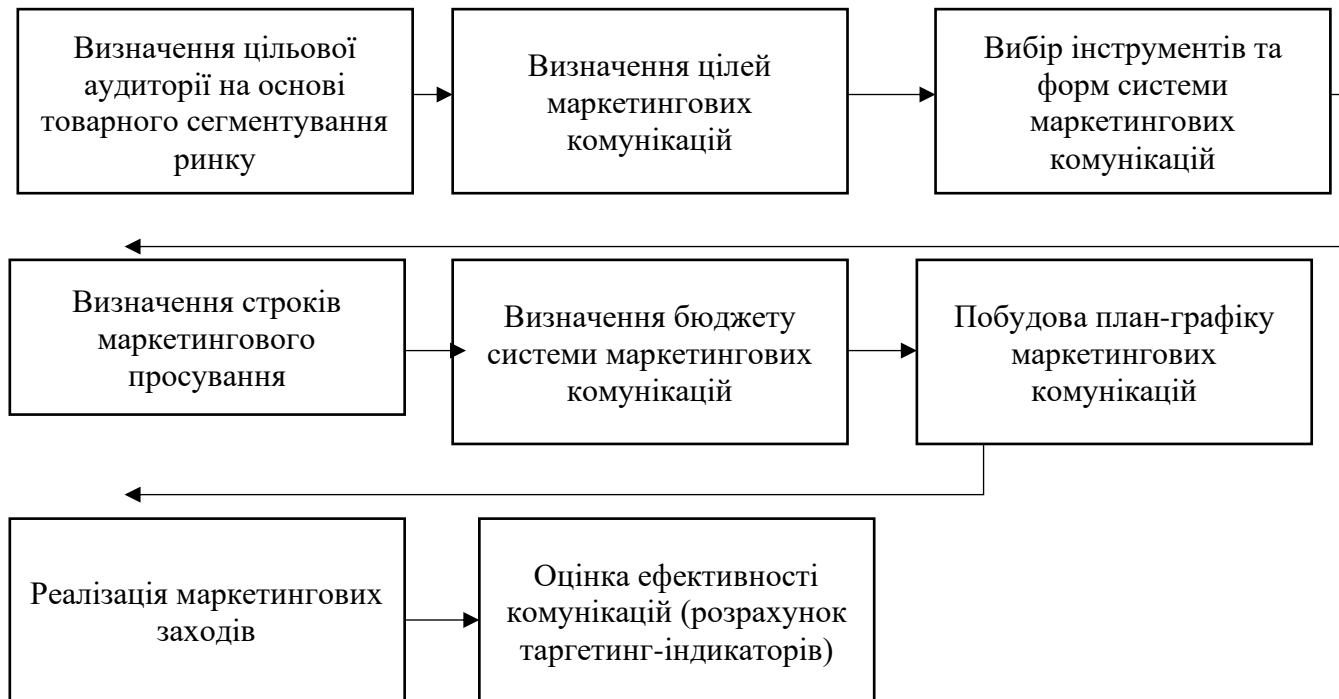 Визначення цільової
аудиторії на основі
товарного сегментування
ринку
Визначення цілей
маркетингових
комунікацій
Вибір інструментів та
форм системи
маркетингових
комунікацій
Визначення строків
маркетингового
просування
Визначення бюджету
системи маркетингових
комунікацій
Побудова план-графіку
маркетингових
комунікацій
Реалізація маркетингових
заходів
Оцінка ефективності
комунікацій (розрахунок
таргетинг-індикаторів)